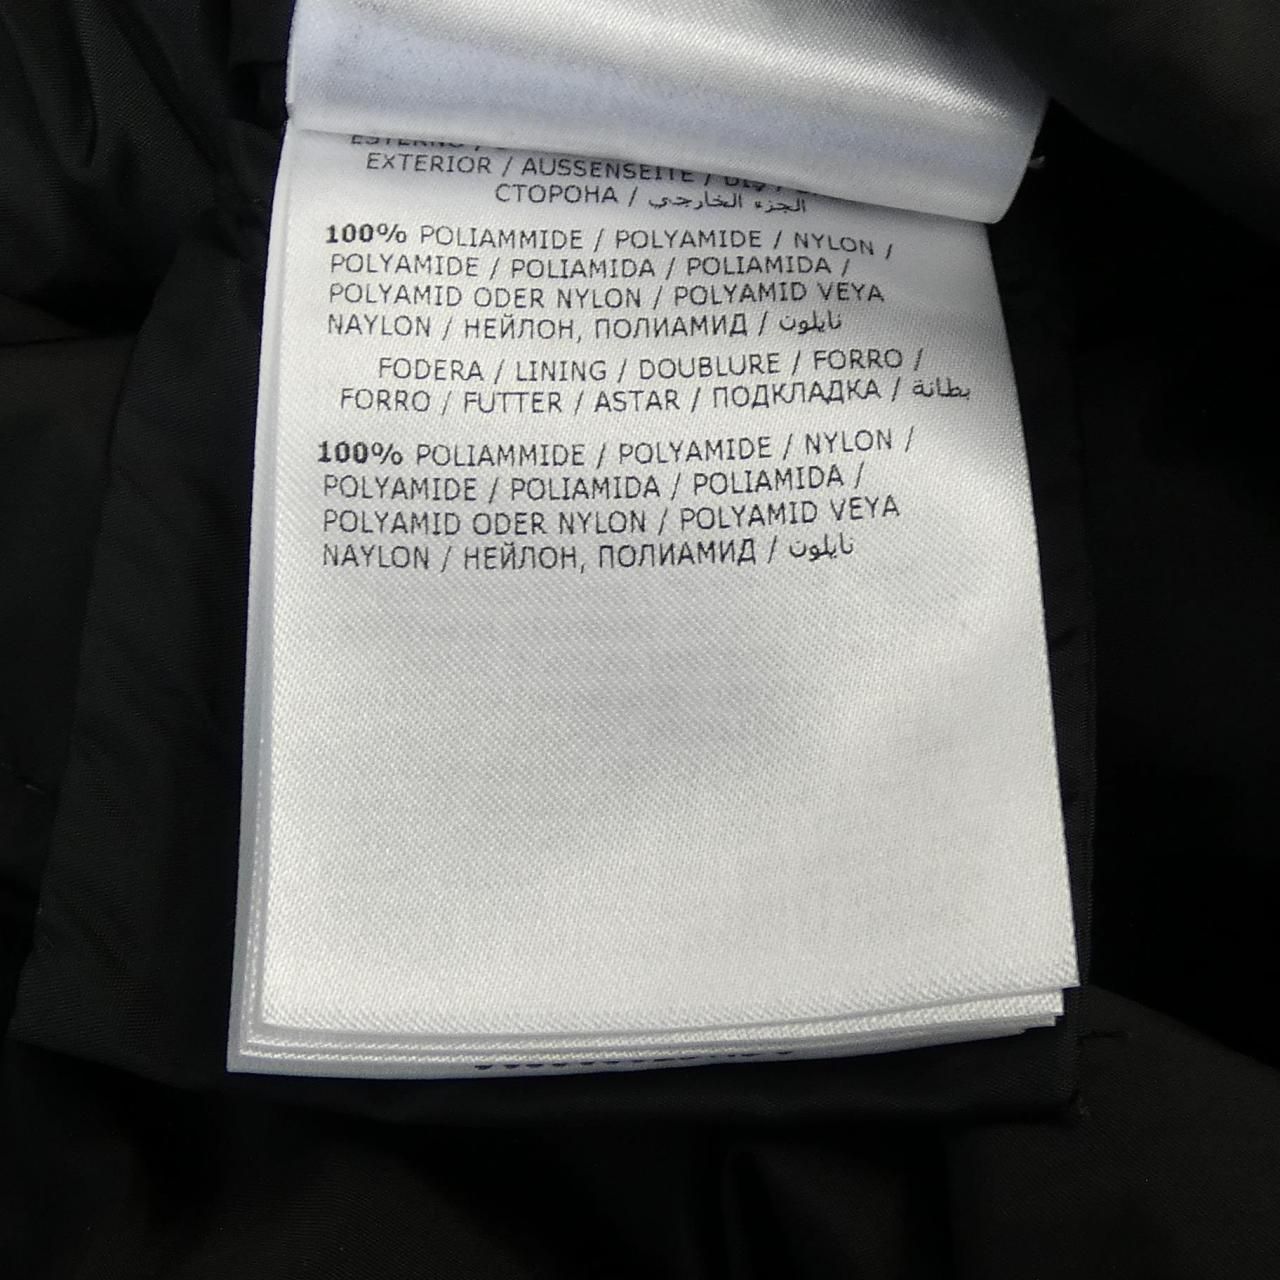 ESTERNO /
EXTERIOR / AUSSENSEITE /
СТОРОНА / الجزء الخارجي
100% POLIAMMIDE / POLYAMIDE / NYLON /
POLYAMIDE / POLIAMIDA / POLIAMIDA /
POLYAMID ODER NYLON / POLYAMID VEYA
NAYLON / НЕЙЛОН, ПОЛИАМИД / نايلون
FODERA / LINING / DOUBLURE / FORRO /
FORRO / FUTTER / ASTAR / ПОДКЛАДКА / بطانة
100% POLIAMMIDE / POLYAMIDE / NYLON /
POLYAMIDE / POLIAMIDA / POLIAMIDA /
POLYAMID ODER NYLON / POLYAMID VEYA
NAYLON / НЕЙЛОН, ПОЛИАМИД / نايلون